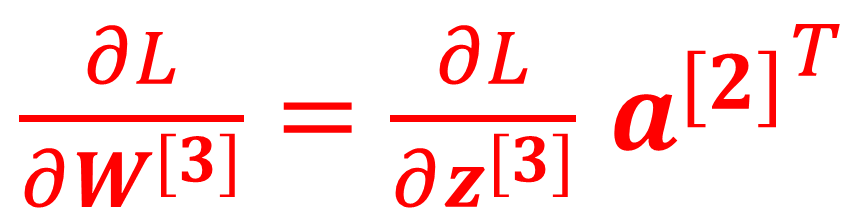 ∂L/∂W^[3] = ∂L/∂z^[3] a^[2]^T